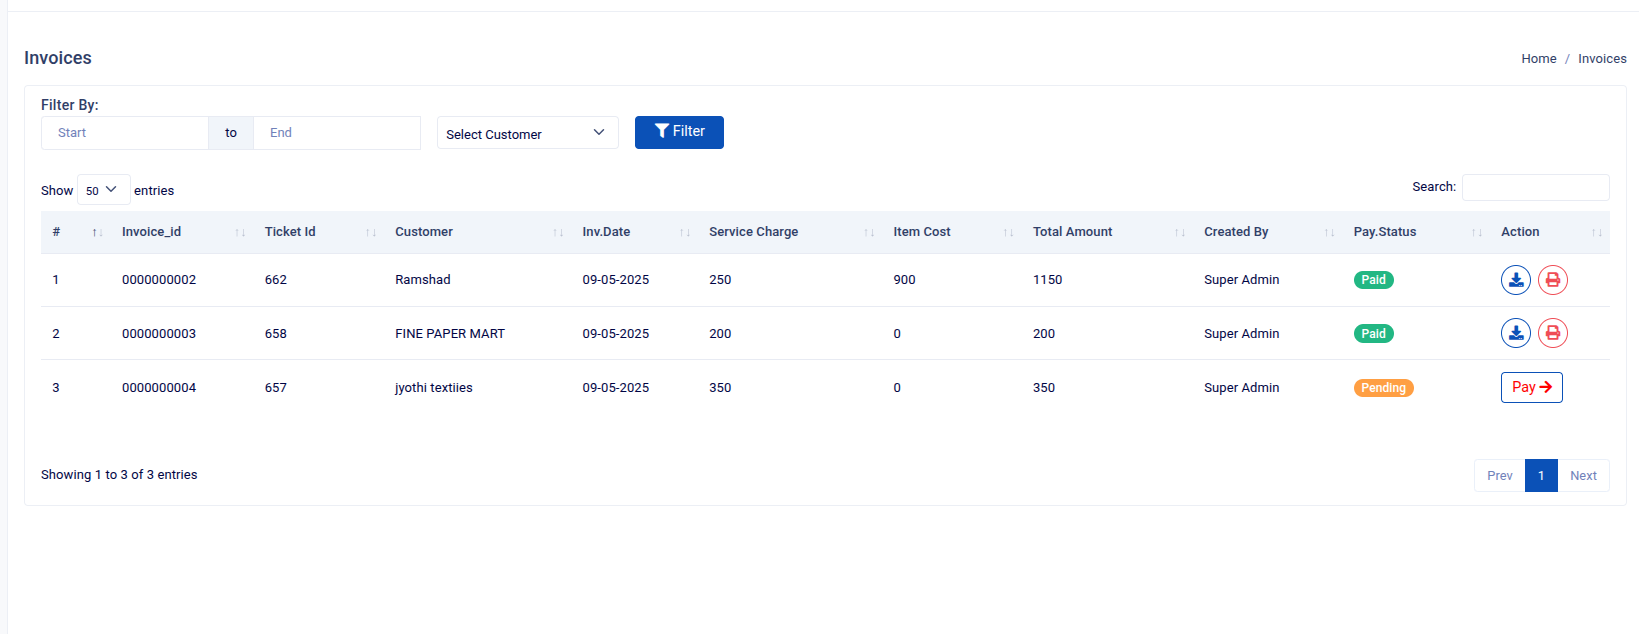 Invoices
Home / Invoices
Filter By:
Start to End Select Customer Filter
Show 50 entries Search:
# Invoice_id Ticket Id Customer Inv.Date Service Charge Item Cost Total Amount Created By Pay.Status Action
1 0000000002 662 Ramshad 09-05-2025 250 900 1150 Super Admin Paid
2 0000000003 658 FINE PAPER MART 09-05-2025 200 0 200 Super Admin Paid
3 0000000004 657 jyothi textiies 09-05-2025 350 0 350 Super Admin Pending Pay
Showing 1 to 3 of 3 entries Prev 1 Next